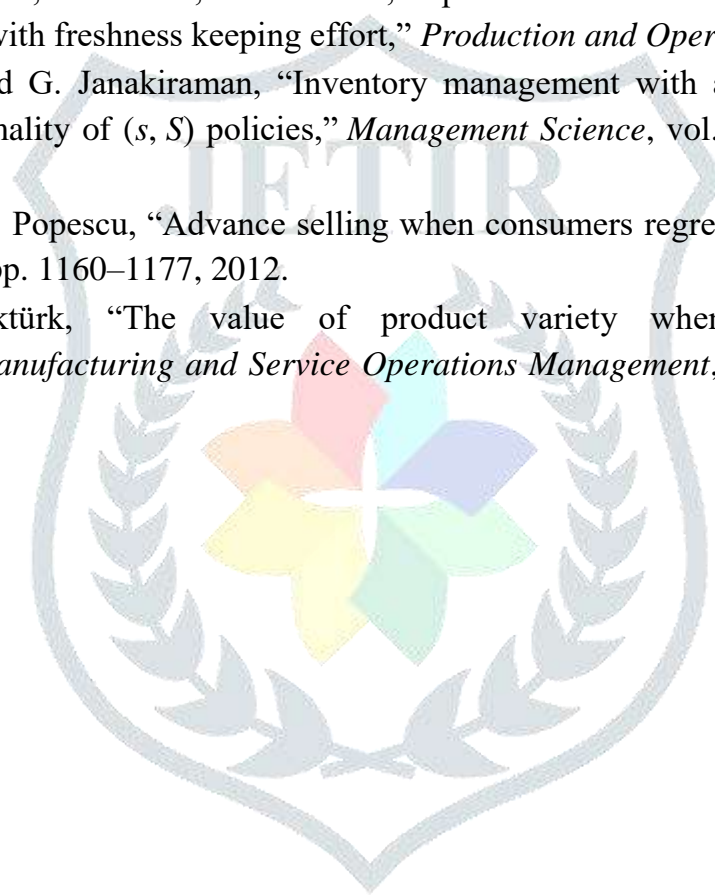 with freshness keeping effort,” Production and Oper
d G. Janakiraman, “Inventory management with a
nality of (s, S) policies,” Management Science, vol.
JETIR
Popescu, “Advance selling when consumers regre
pp. 1160–1177, 2012.
ktürk, “The value of product variety when
anufacturing and Service Operations Management,